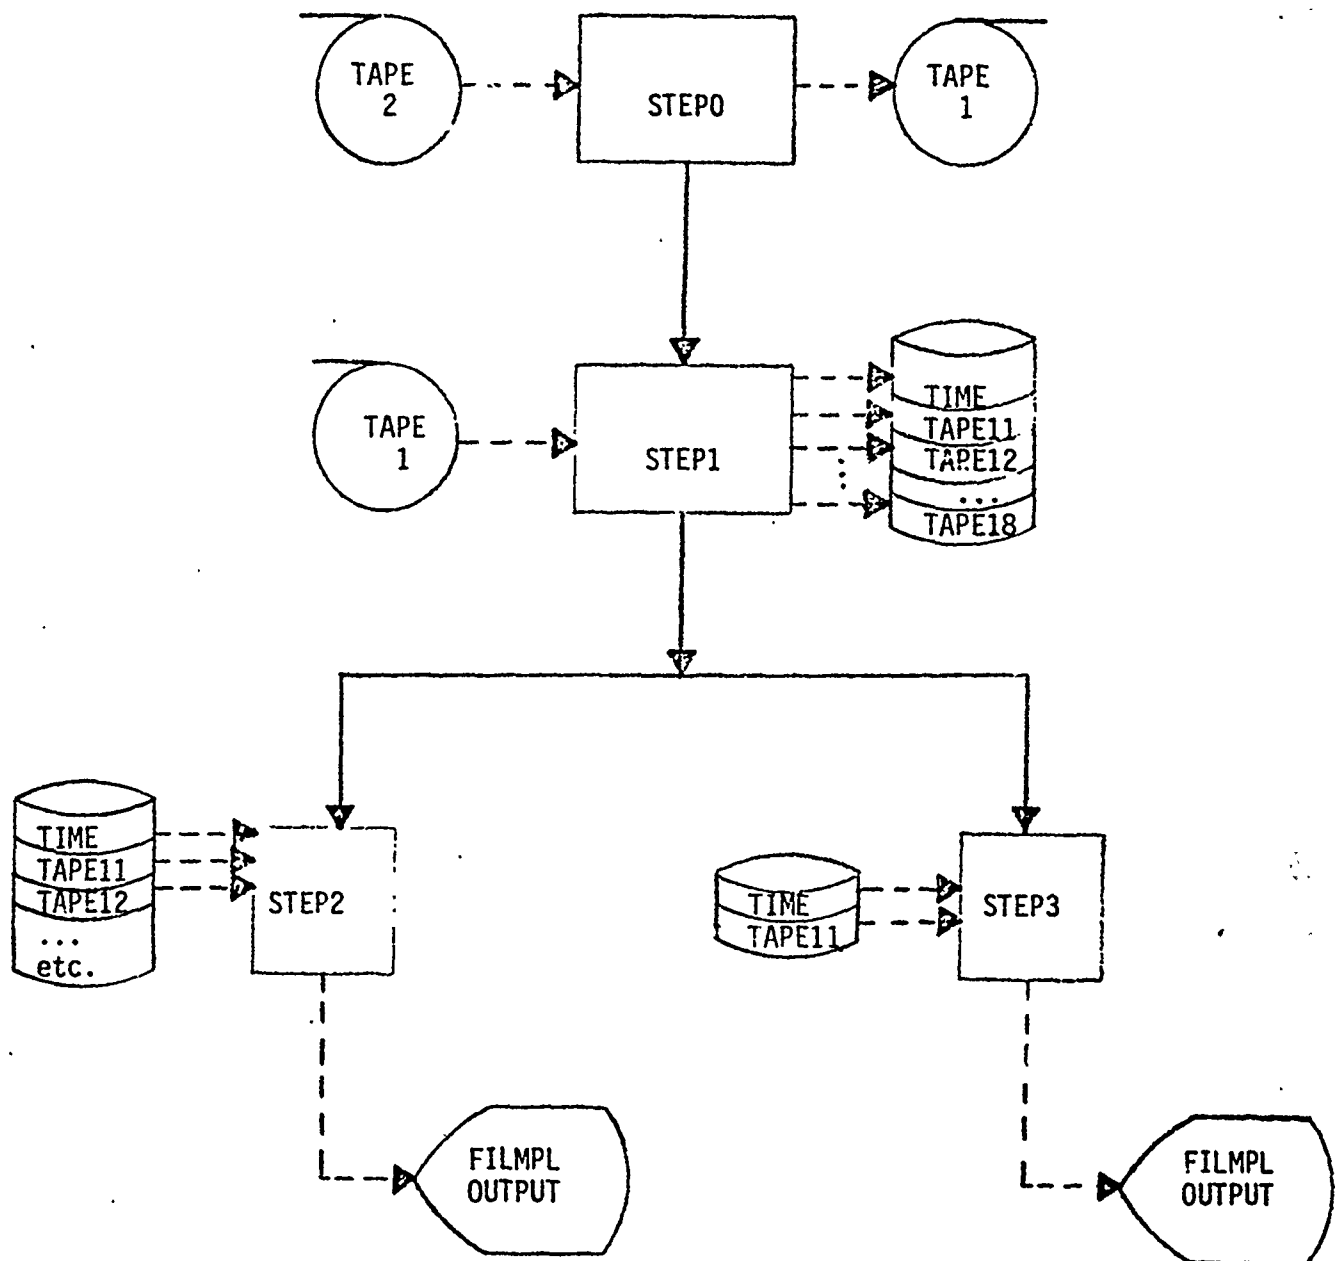 TAPE
2
STEP0
TAPE
1
TAPE
1
STEP1
TIME
TAPE11
TAPE12
...
TAPE18
TIME
TAPE11
TAPE12
...
etc.
STEP2
TIME
TAPE11
STEP3
FILMPL
OUTPUT
FILMPL
OUTPUT